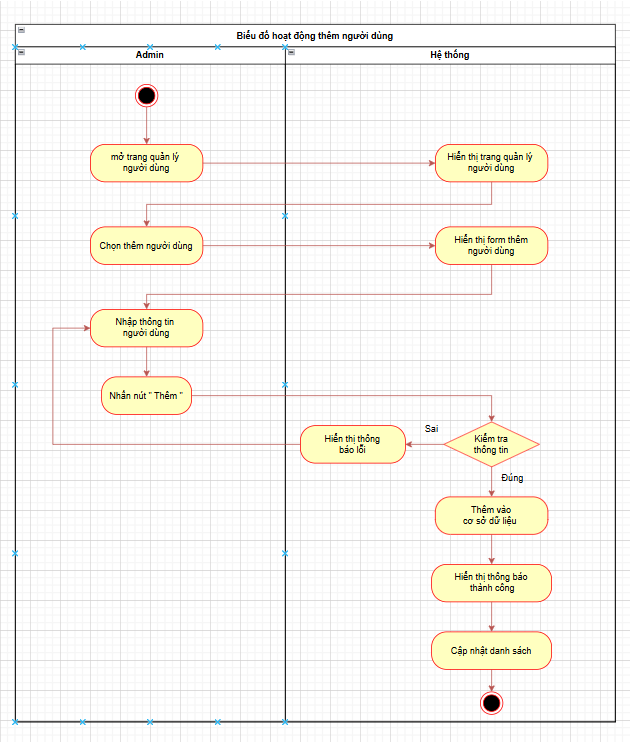 Biểu đồ hoạt động thêm người dùng
Admin
Hệ thống
mở trang quản lý
người dùng
Hiển thị trang quản lý
người dùng
Chọn thêm người dùng
Hiển thị form thêm
người dùng
Nhập thông tin
người dùng
Nhấn nút " Thêm "
Hiển thị thông
báo lỗi
Sai
Kiểm tra
thông tin
Đúng
Thêm vào
cơ sở dữ liệu
Hiển thị thông báo
thành công
Cập nhật danh sách